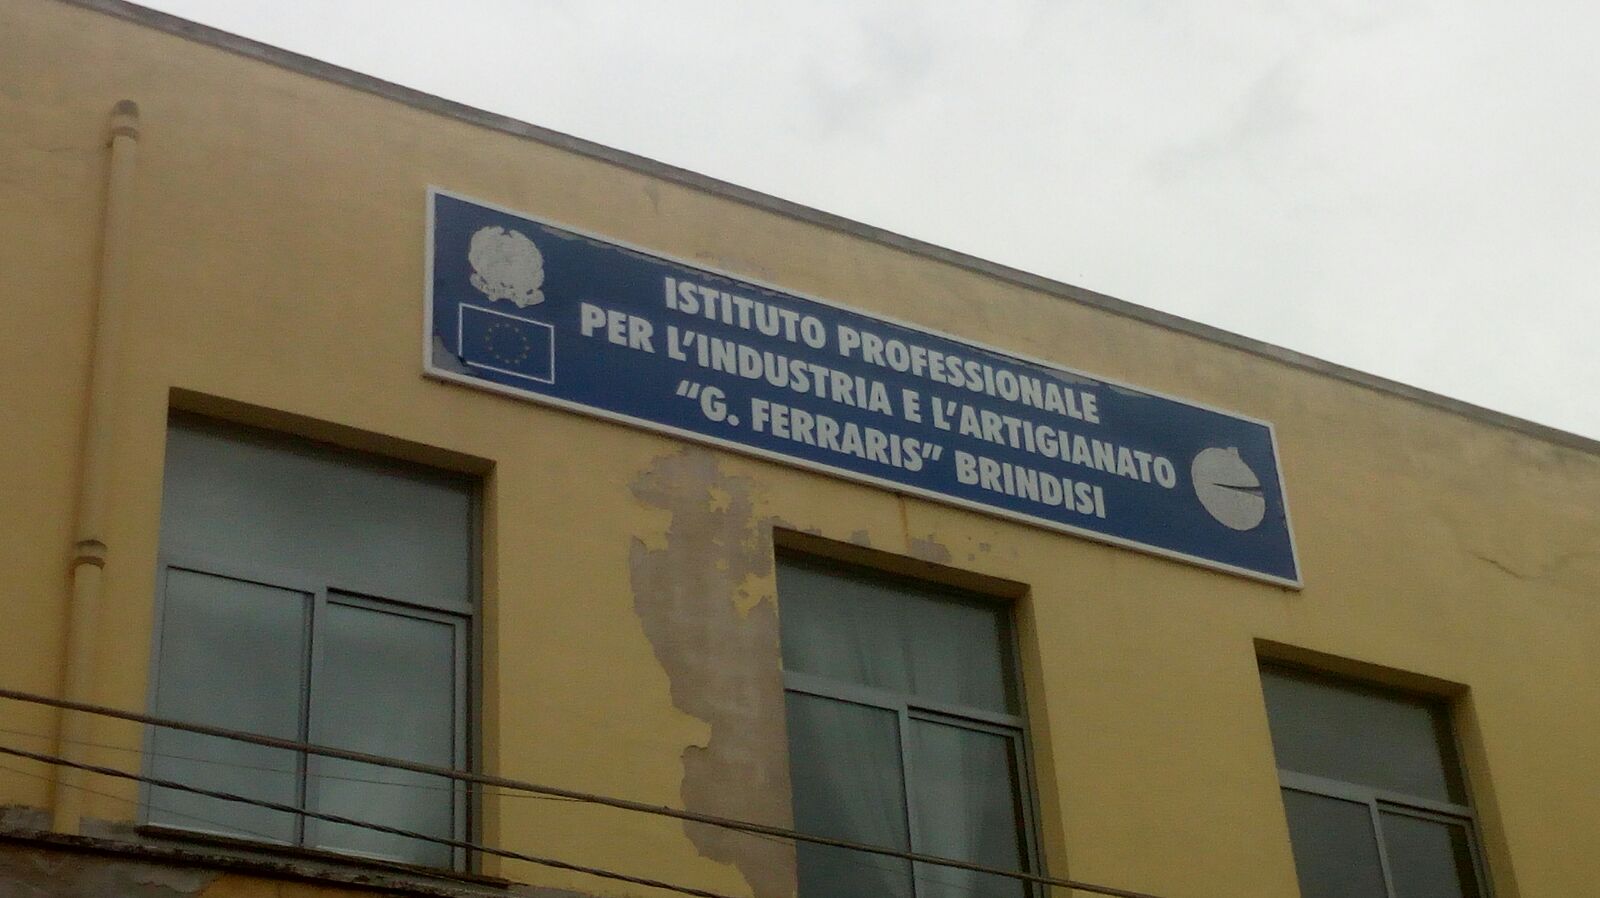 ISTITUTO PROFESSIONALE
PER L'INDUSTRIA E L'ARTIGIANATO
"G. FERRARIS" BRINDISI